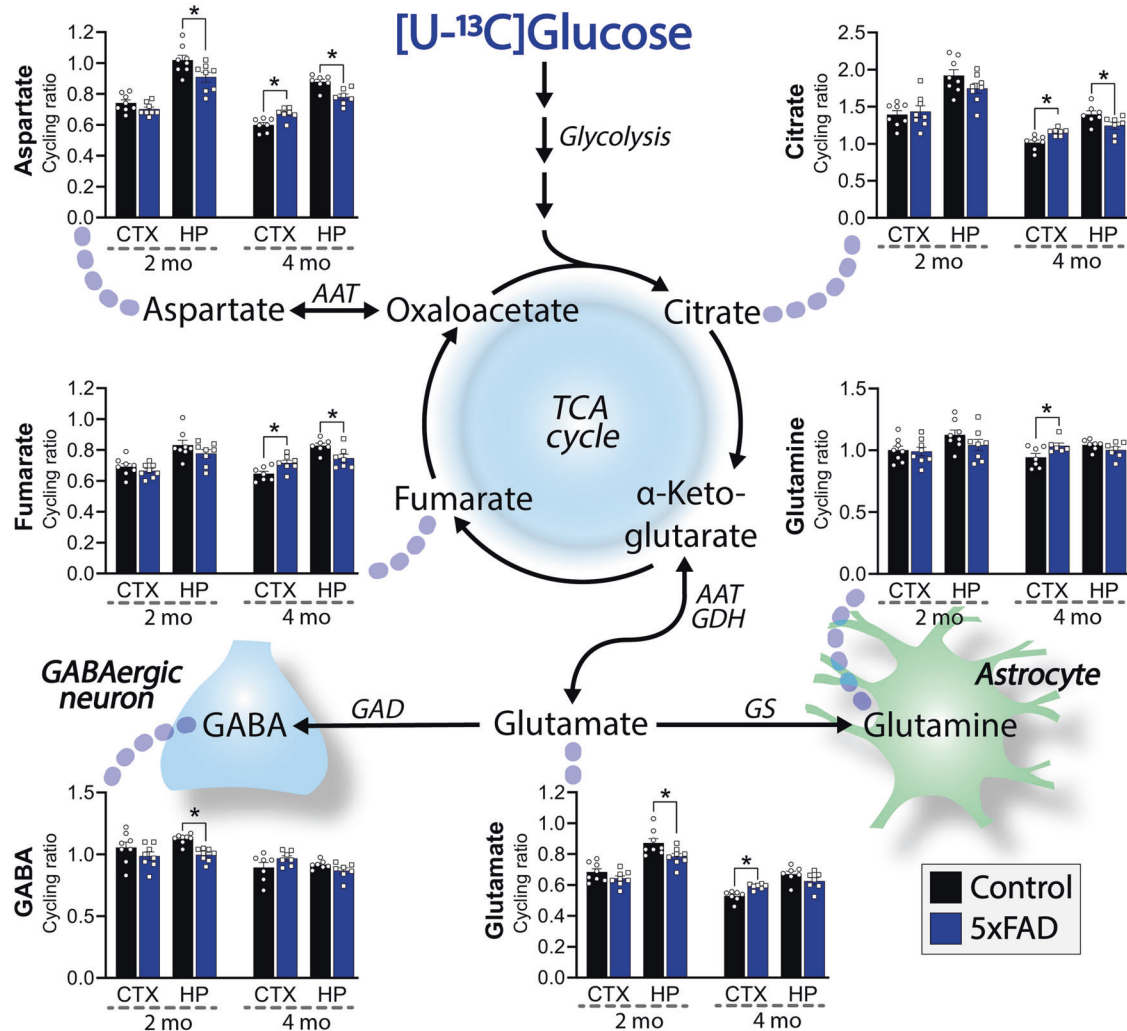 [U-¹³C]Glucose
Glycolysis
Aspartate
Cycling ratio
1.2
1.0
0.8
0.6
0.4
0.2
0.0
*
*
*
CTX HP CTX HP
2 mo 4 mo
Citrate
Cycling ratio
2.5
2.0
1.5
1.0
0.5
0.0
*
*
CTX HP CTX HP
2 mo 4 mo
Aspartate
AAT
Oxaloacetate
Citrate
TCA
cycle
Fumarate
α-Keto-
glutarate
AAT
GDH
Fumarate
Cycling ratio
1.2
1.0
0.8
0.6
0.4
0.2
0.0
*
*
CTX HP CTX HP
2 mo 4 mo
Glutamine
Cycling ratio
1.5
1.0
0.5
0.0
*
CTX HP CTX HP
2 mo 4 mo
GABAergic
neuron
GABA
GAD
Glutamate
GS
Glutamine
Astrocyte
GABA
Cycling ratio
1.5
1.0
0.5
0.0
*
CTX HP CTX HP
2 mo 4 mo
Glutamate
Cycling ratio
1.2
1.0
0.8
0.6
0.4
0.2
0.0
*
*
CTX HP CTX HP
2 mo 4 mo
Control
5xFAD